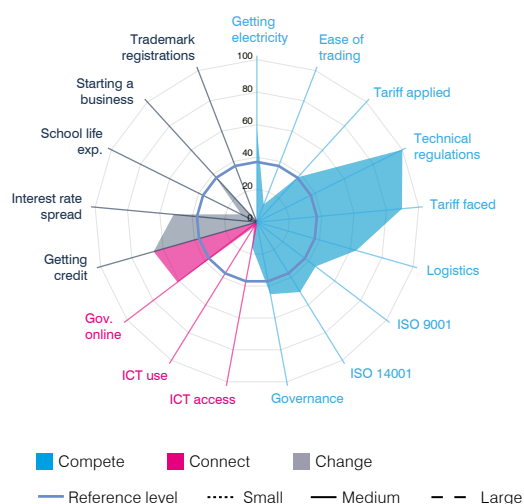 Getting
electricity
Ease of
trading
Tariff applied
Technical
regulations
Tariff faced
Logistics
ISO 9001
ISO 14001
Governance
ICT access
ICT use
Gov.
online
Getting
credit
Interest rate
spread
School life
exp.
Starting a
business
Trademark
registrations
100
80
60
40
20
0
Compete Connect Change
Reference level Small Medium Large